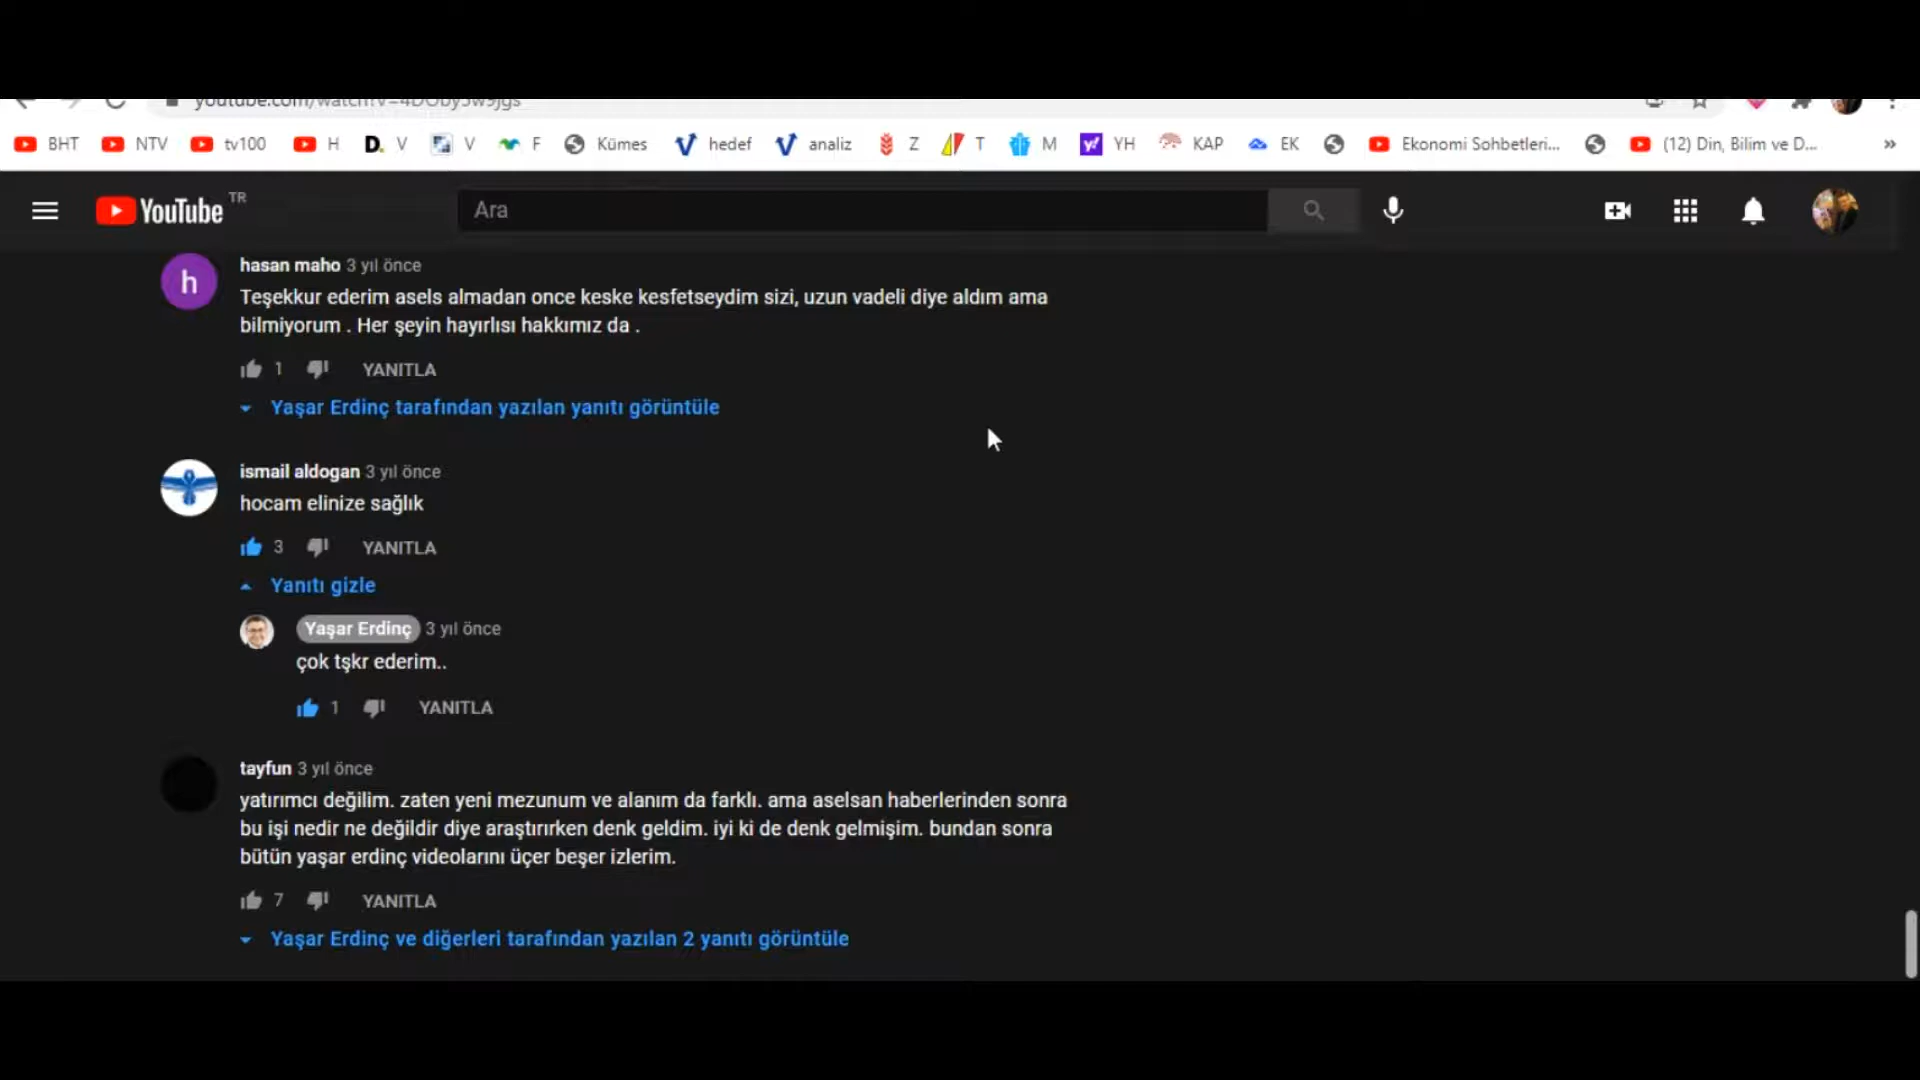 BHT NTV tv100 H D. V V F Kümes hedef analiz Z T M YH KAP EK Ekonomi Sohbetleri... (12) Din, Bilim ve D... »
YouTube TR Ara
h hasan maho 3 yıl önce
Teşekkur ederim asels almadan once keske kesfetseydim sizi, uzun vadeli diye aldım ama
bilmiyorum . Her şeyin hayırlısı hakkımız da .
1 YANITLA
Yaşar Erdinç tarafından yazılan yanıtı görüntüle
ismail aldogan 3 yıl önce
hocam elinize sağlık
3 YANITLA
Yanıtı gizle
Yaşar Erdinç 3 yıl önce
çok tşkr ederim..
1 YANITLA
tayfun 3 yıl önce
yatırımcı değilim. zaten yeni mezunum ve alanım da farklı. ama aselsan haberlerinden sonra
bu işi nedir ne değildir diye araştırırken denk geldim. iyi ki de denk gelmişim. bundan sonra
bütün yaşar erdinç videolarını üçer beşer izlerim.
7 YANITLA
Yaşar Erdinç ve diğerleri tarafından yazılan 2 yanıtı görüntüle